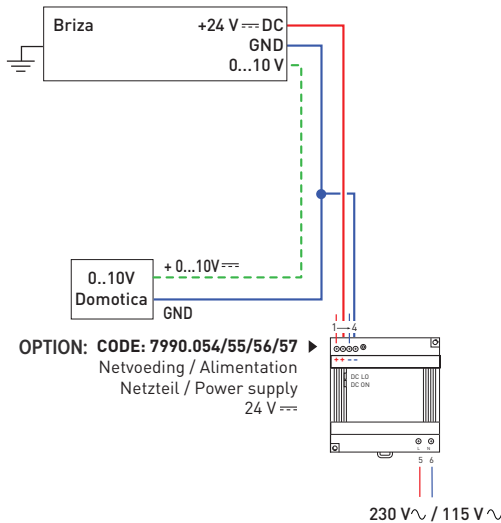 Briza
+24 V ⎓ DC
GND
0...10 V
0..10V
Domotica
+ 0...10V ⎓
GND
OPTION: CODE: 7990.054/55/56/57 ▶
Netvoeding / Alimentation
Netzteil / Power supply
24 V ⎓
1→4
+ + − −
DC LO
DC ON
L N
5 6
230 V∿ / 115 V∿